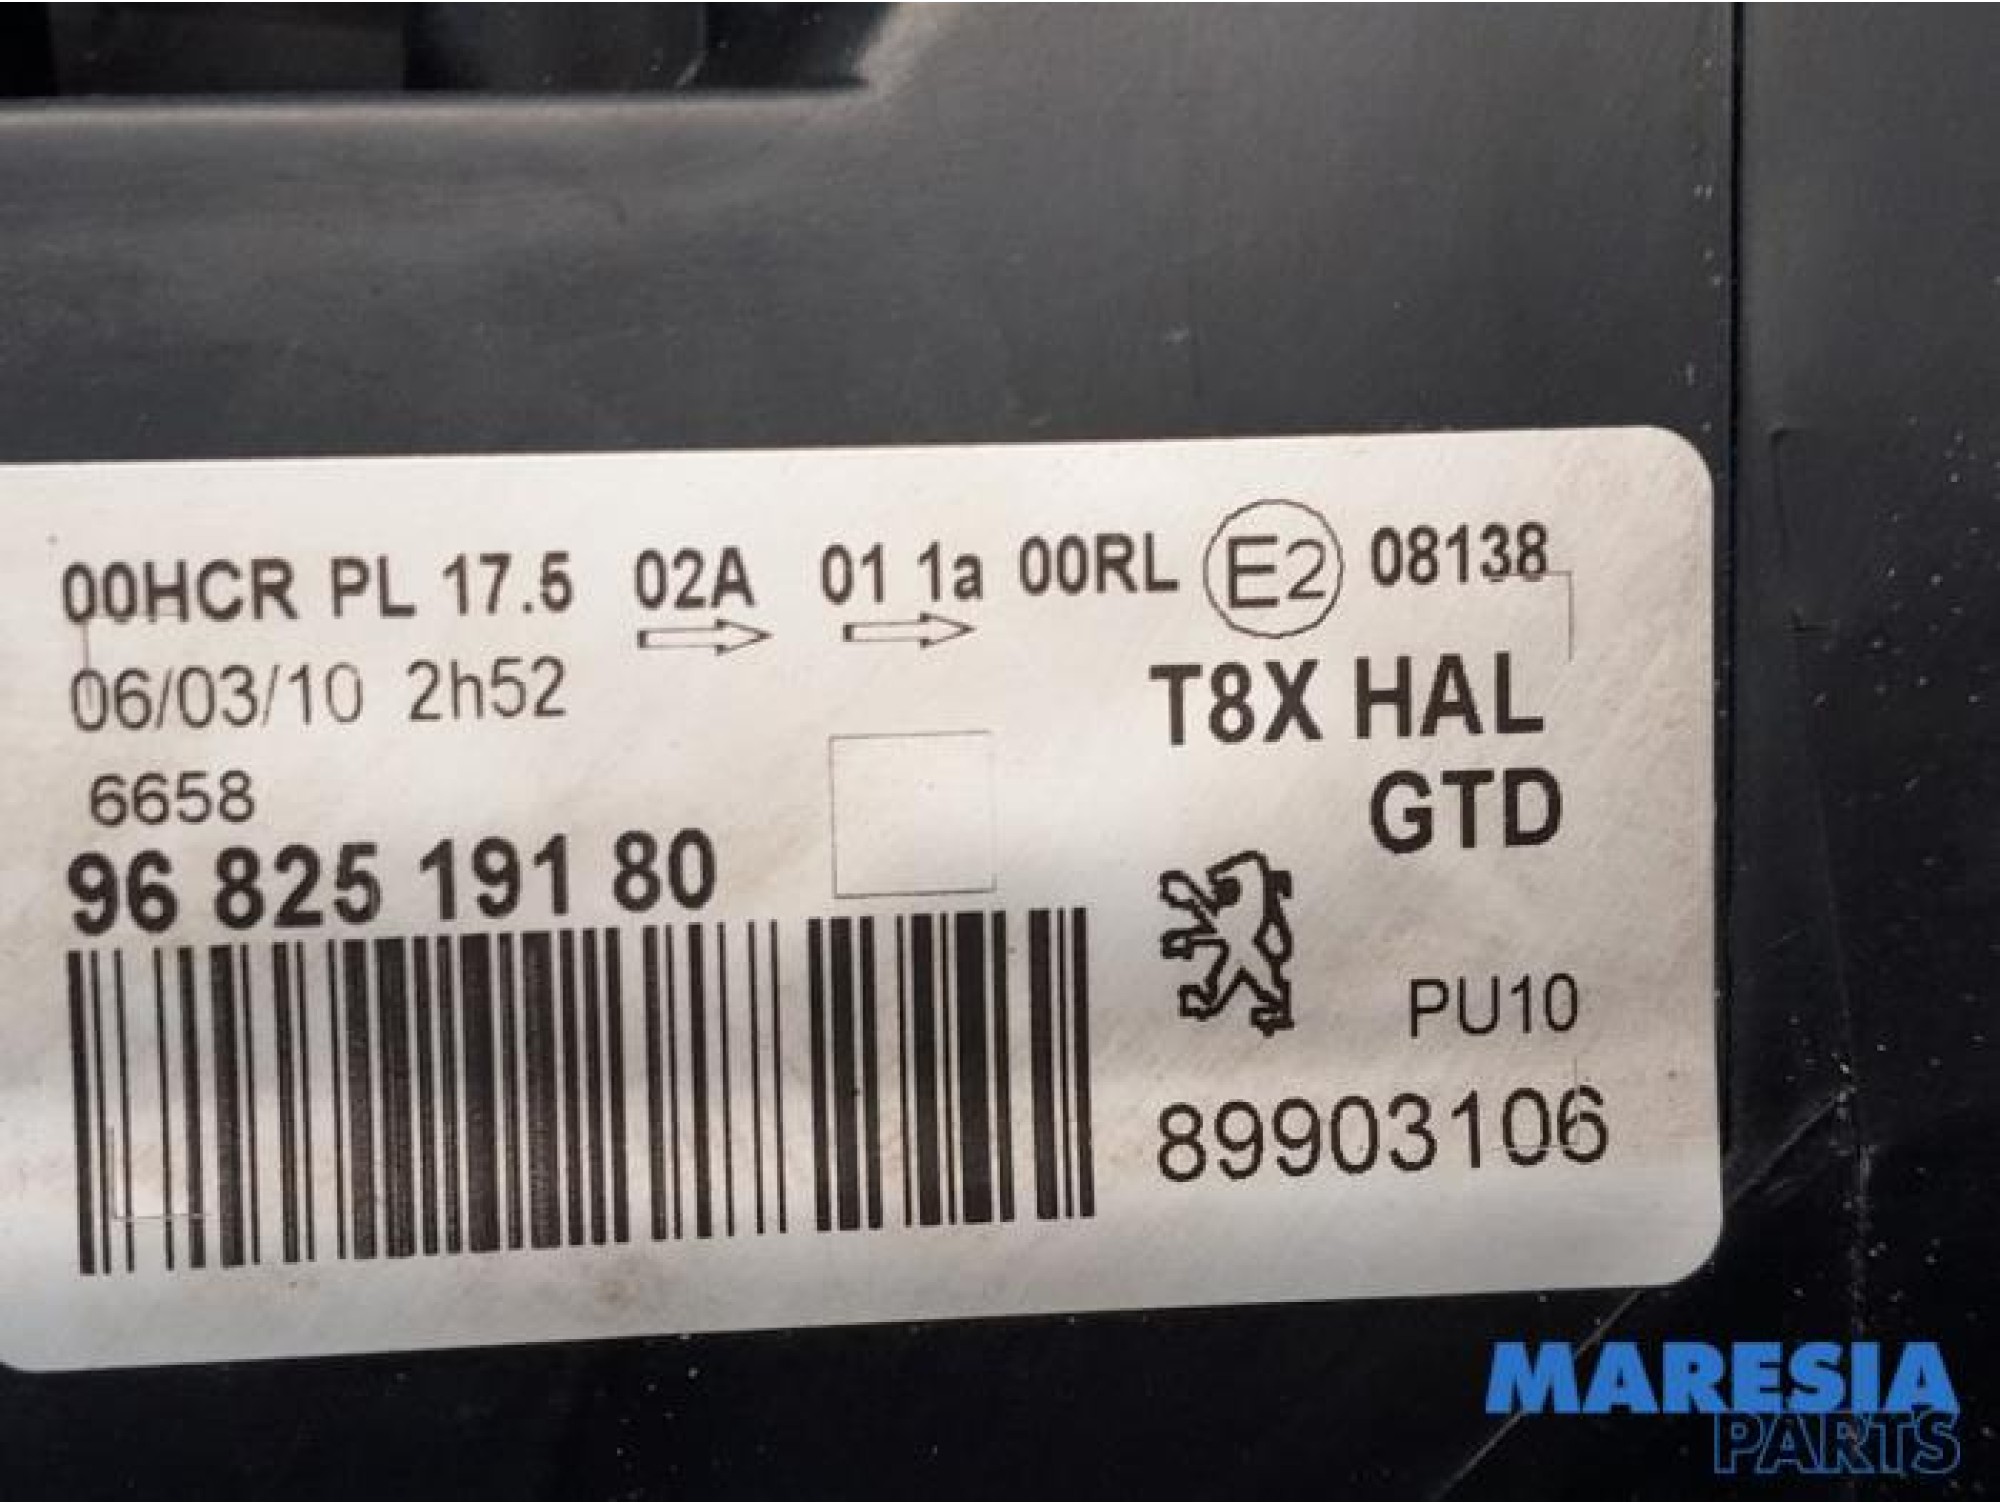 00HCR PL 17.5 02A 01 1a 00RL E2 08138
06/03/10 2h52
T8X HAL
6658
GTD
96 825 191 80
PU10
89903106
MARESIA
PARTS